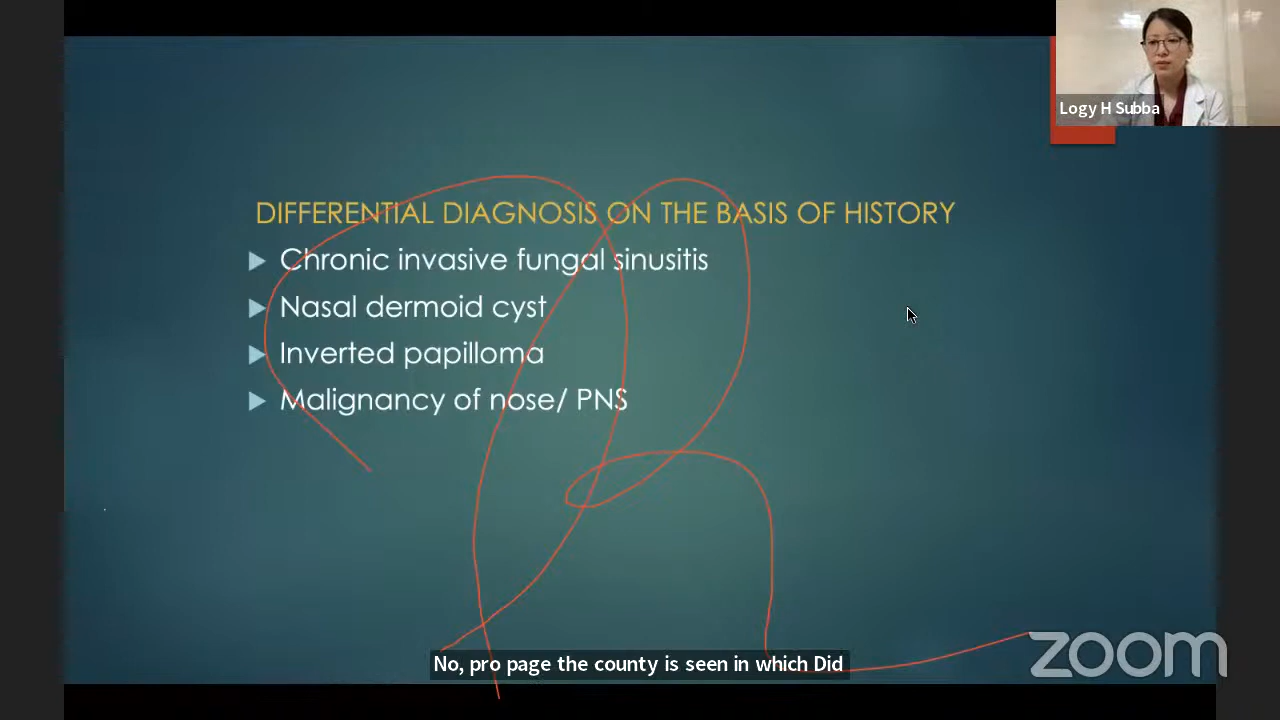 Logy H Subba
DIFFERENTIAL DIAGNOSIS ON THE BASIS OF HISTORY
Chronic invasive fungal sinusitis
Nasal dermoid cyst
Inverted papilloma
Malignancy of nose/ PNS
No, pro page the county is seen in which Did
zoom